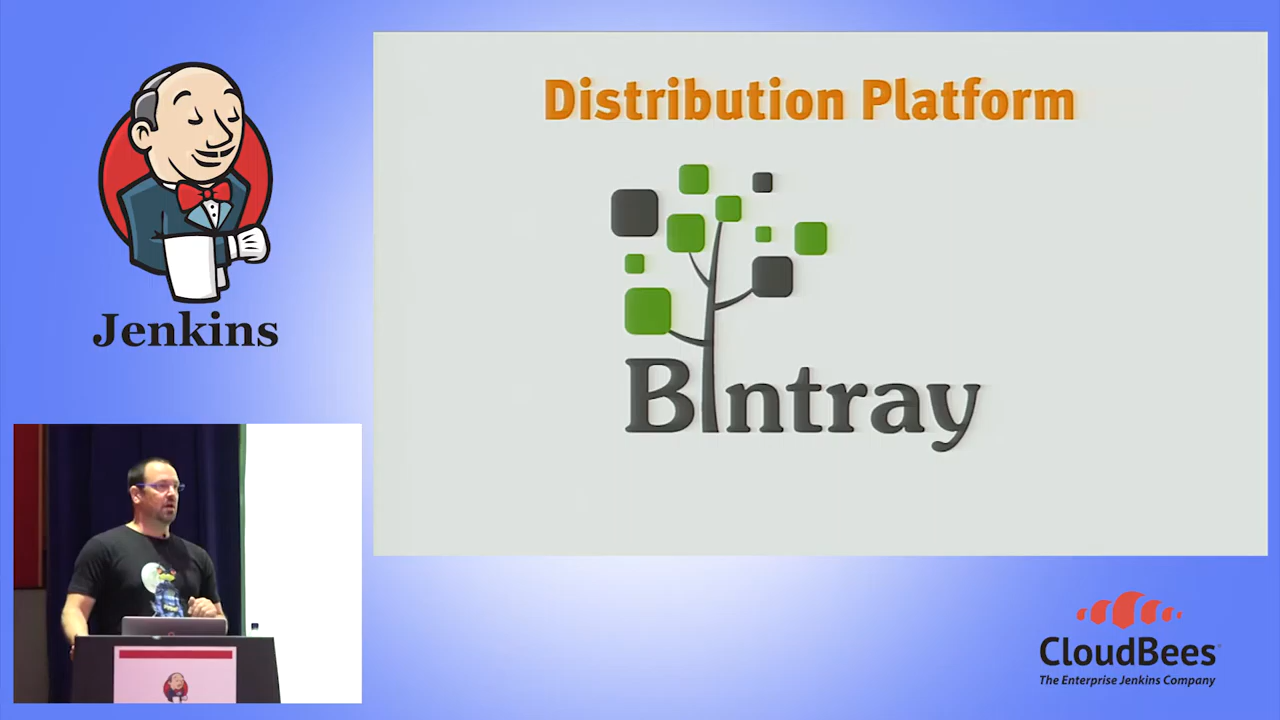 Jenkins
Distribution Platform
Bintray
CloudBees
The Enterprise Jenkins Company